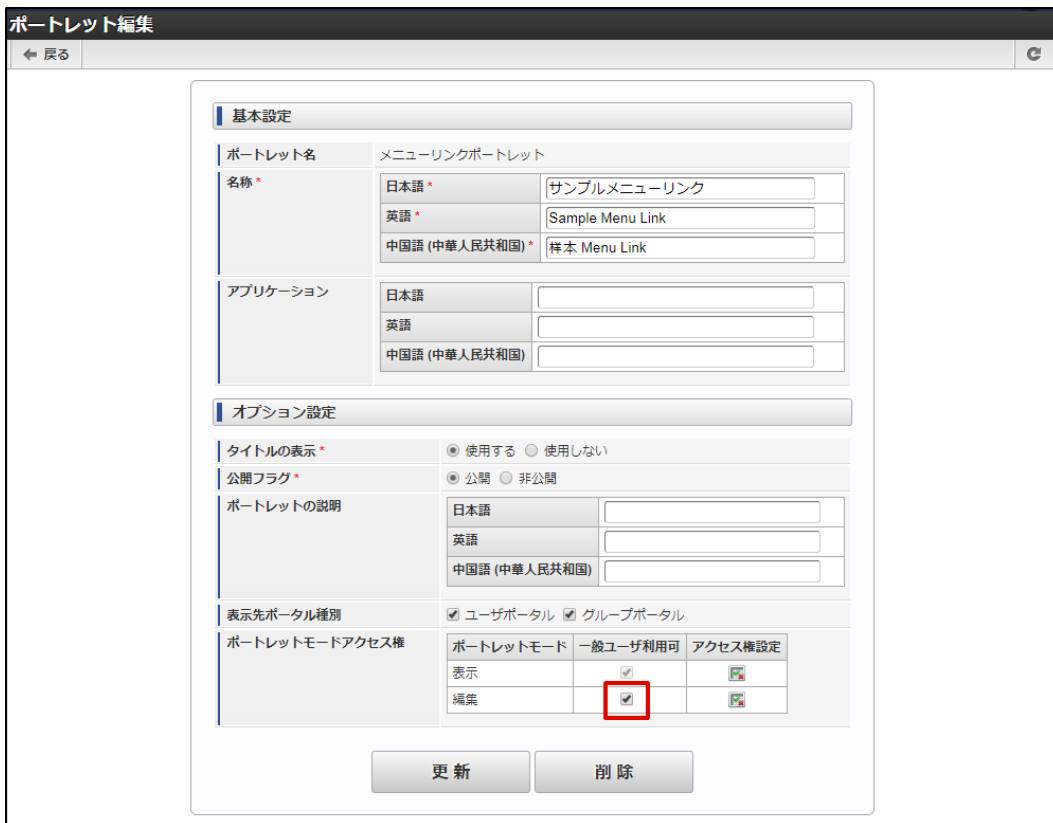 ポートレット編集
戻る
基本設定
ポートレット名 メニューリンクポートレット
名称 *
日本語 * サンプルメニューリンク
英語 * Sample Menu Link
中国語 (中華人民共和国) * 样本 Menu Link
アプリケーション
日本語
英語
中国語 (中華人民共和国)
オプション設定
タイトルの表示 * 使用する 使用しない
公開フラグ * 公開 非公開
ポートレットの説明
日本語
英語
中国語 (中華人民共和国)
表示先ポータル種別 ユーザポータル グループポータル
ポートレットモードアクセス権
ポートレットモード 一般ユーザ利用可 アクセス権設定
表示
編集
更新 削除